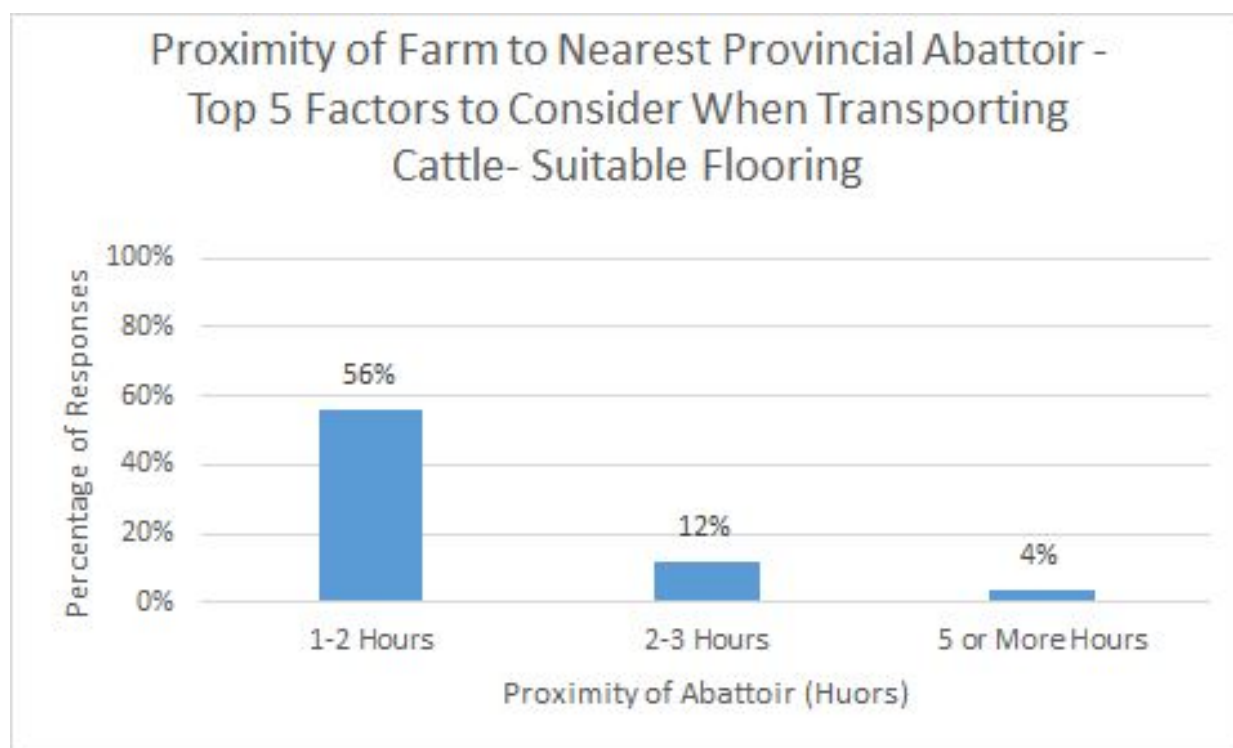 Proximity of Farm to Nearest Provincial Abattoir -
Top 5 Factors to Consider When Transporting
Cattle- Suitable Flooring
Percentage of Responses
100%
80%
60%
40%
20%
0%
56%
12%
4%
1-2 Hours
2-3 Hours
5 or More Hours
Proximity of Abattoir (Huors)